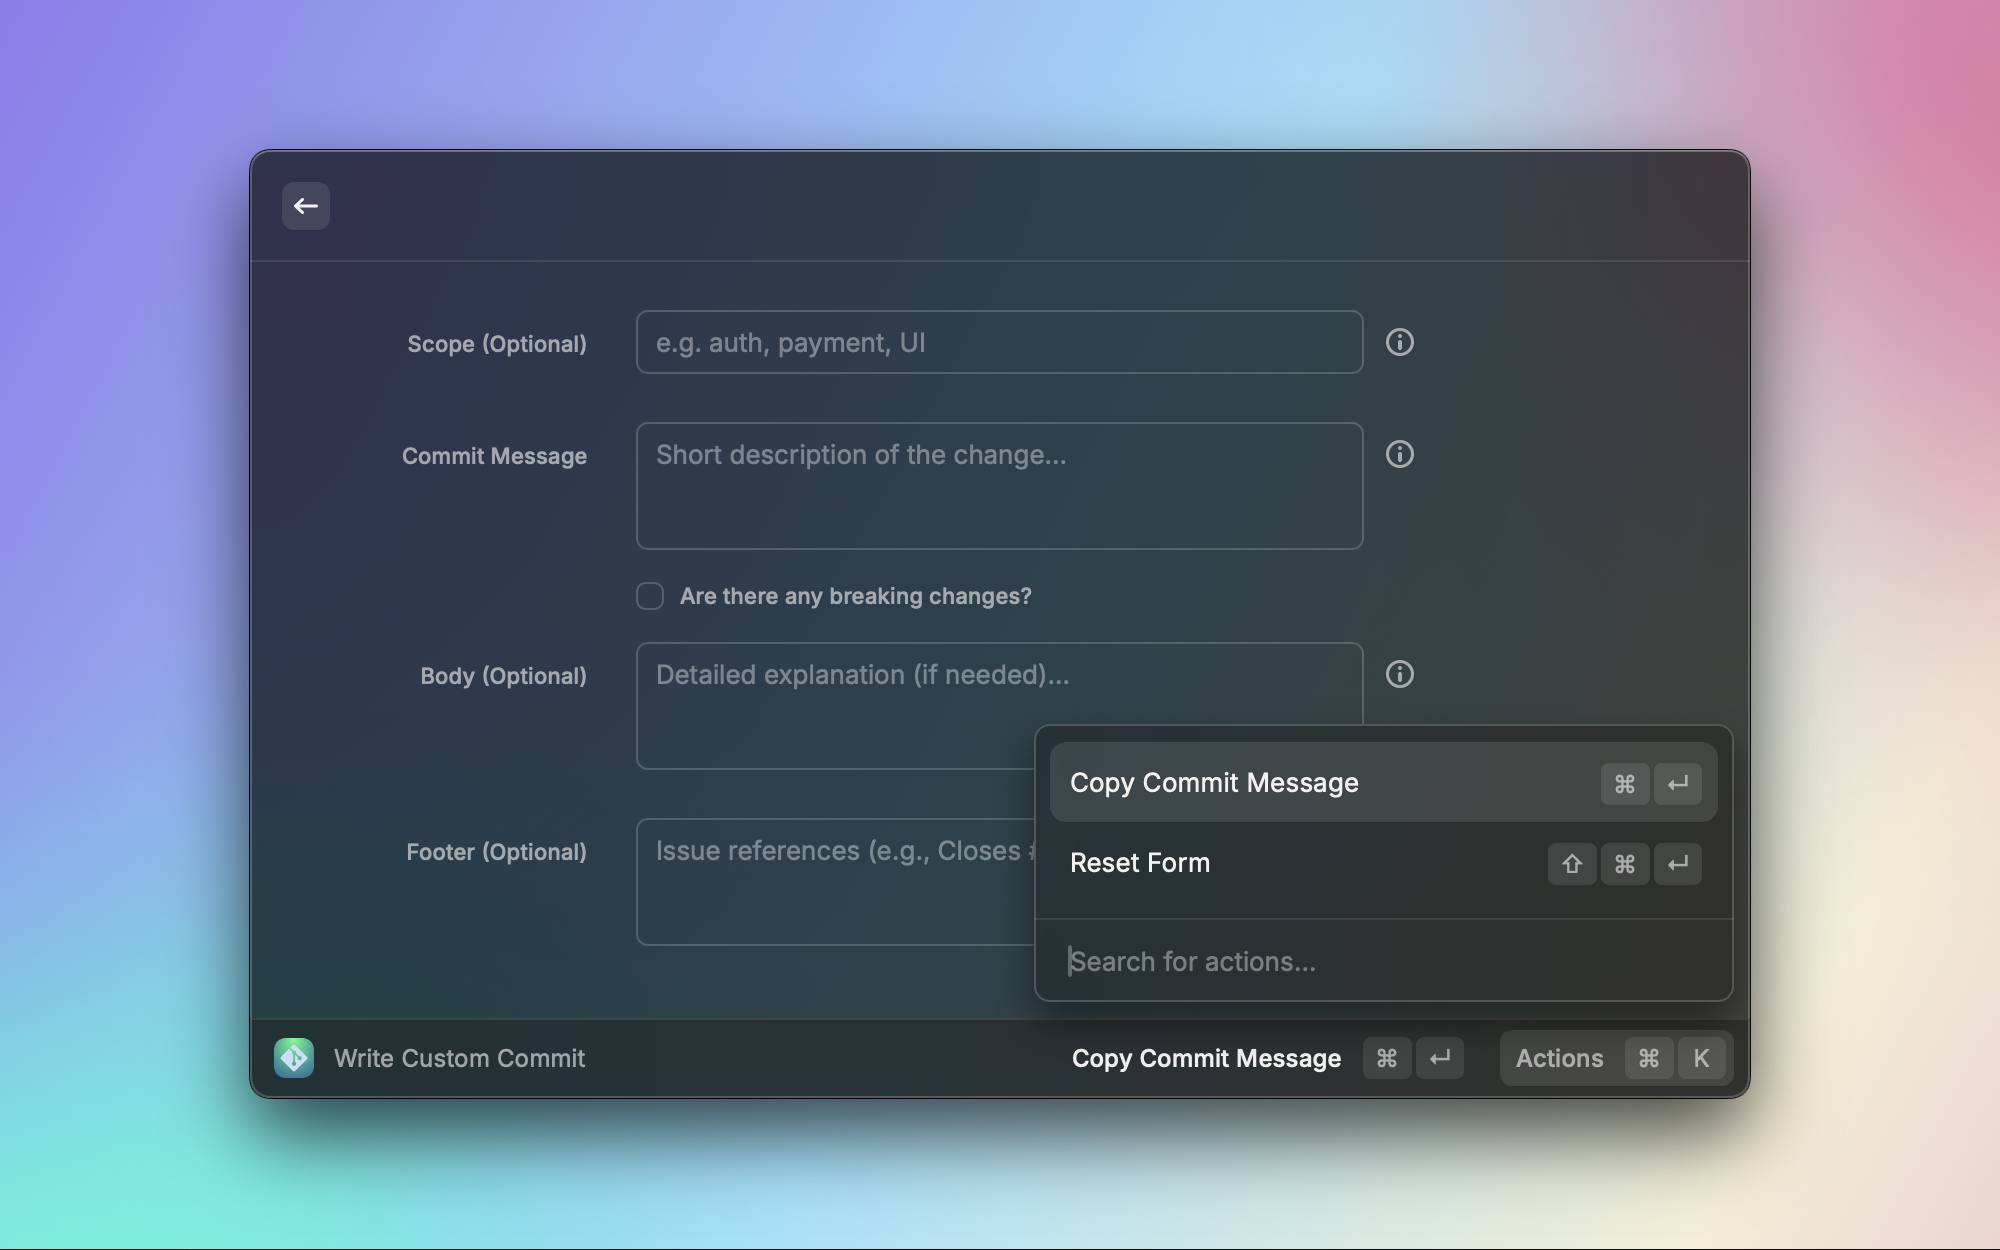 Scope (Optional)
e.g. auth, payment, UI
Commit Message
Short description of the change...
Are there any breaking changes?
Body (Optional)
Detailed explanation (if needed)...
Footer (Optional)
Issue references (e.g., Closes
Copy Commit Message ⌘ ↵
Reset Form ⇧ ⌘ ↵
Search for actions...
Write Custom Commit
Copy Commit Message ⌘ ↵
Actions ⌘ K